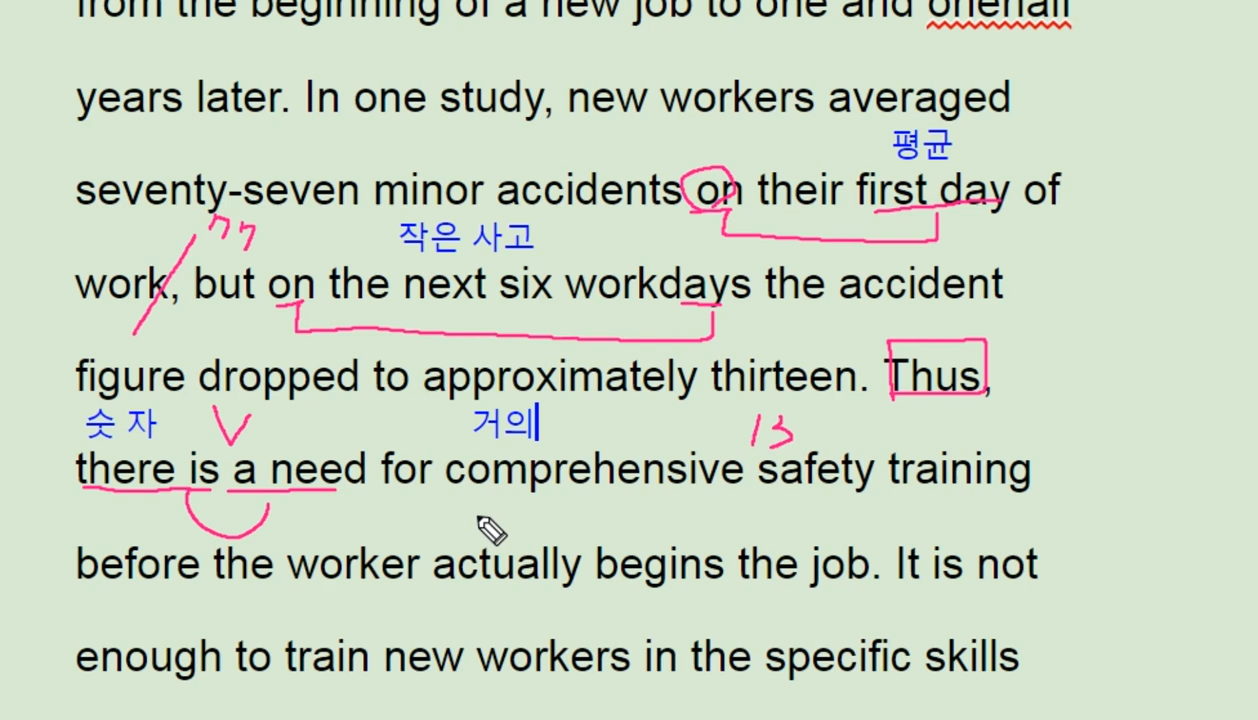 from the beginning of a new job to one and onehalf
years later. In one study, new workers averaged
평균
seventy-seven minor accidents on their first day of
77
작은 사고
work, but on the next six workdays the accident
figure dropped to approximately thirteen. Thus,
숫 자
거의
13
there is a need for comprehensive safety training
before the worker actually begins the job. It is not
enough to train new workers in the specific skills